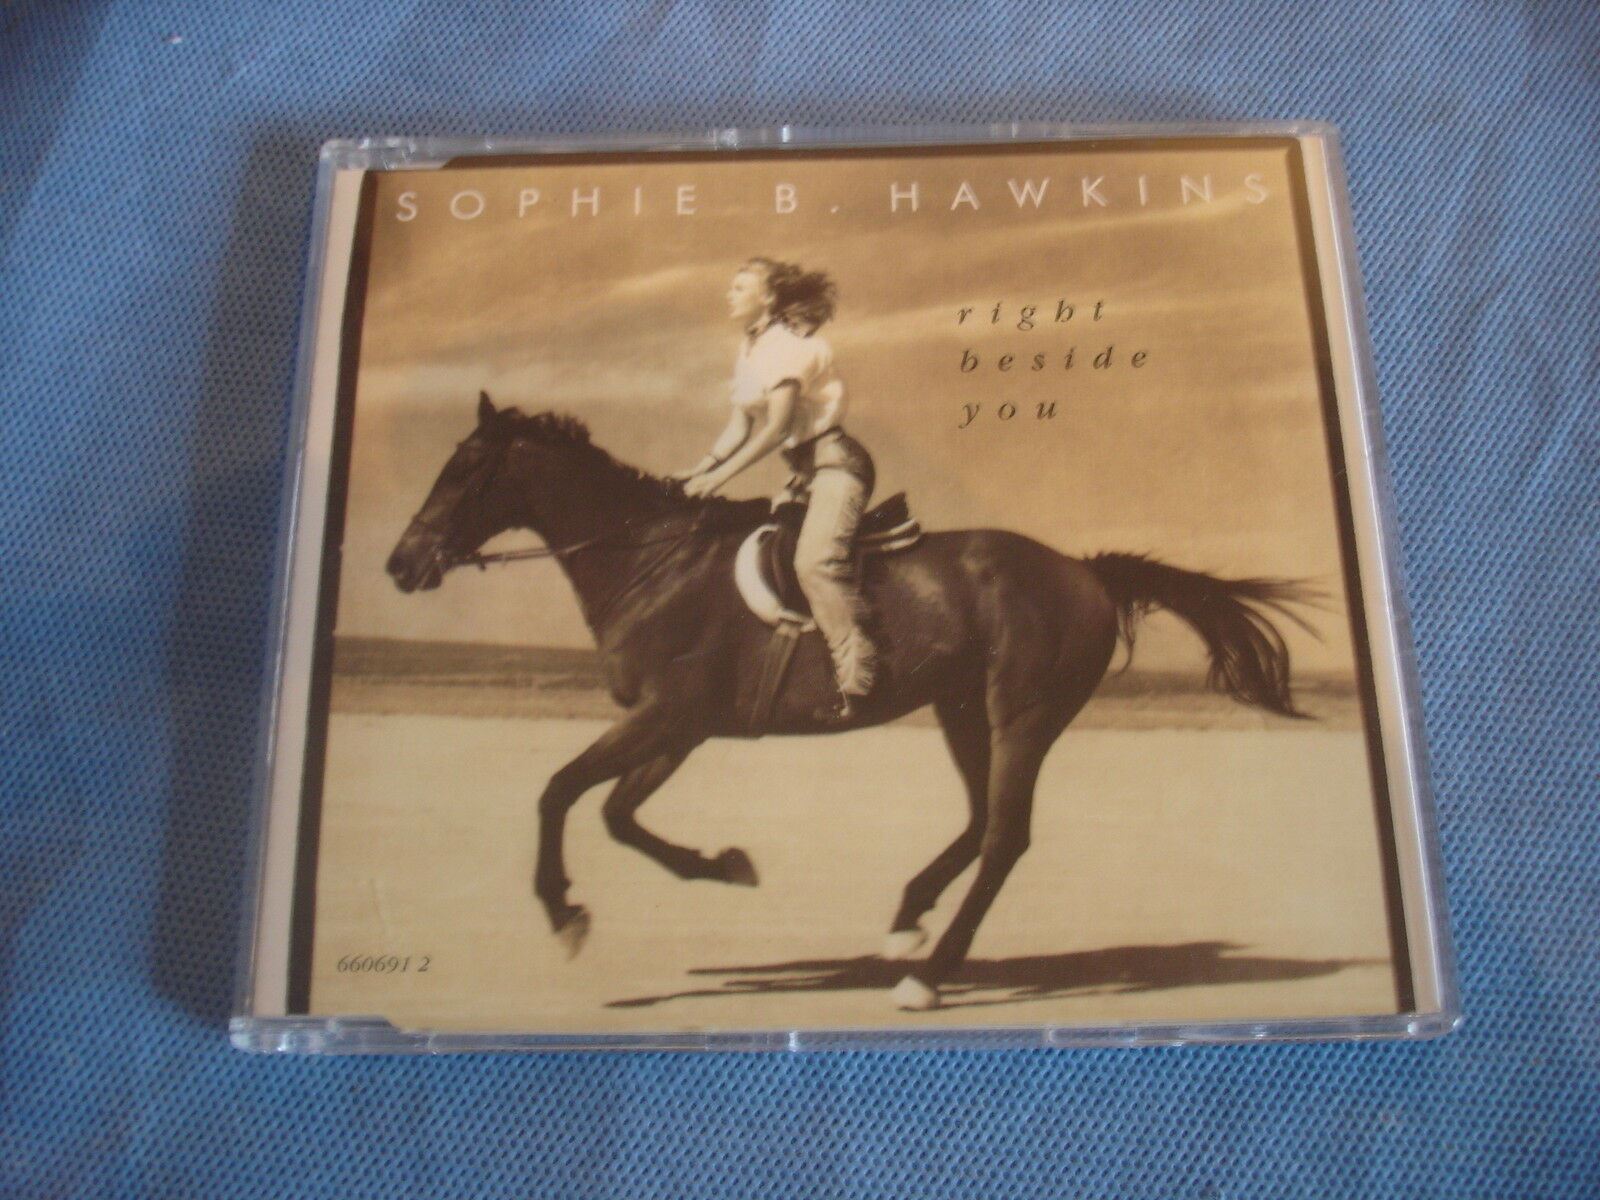 SOPHIE B. HAWKINS
right
beside
you
660691 2